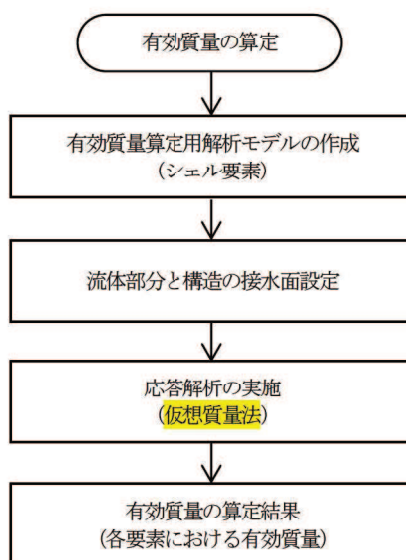 有効質量の算定
有効質量算定用解析モデルの作成
(シェル要素)
流体部分と構造の接水面設定
応答解析の実施
(仮想質量法)
有効質量の算定結果
(各要素における有効質量)